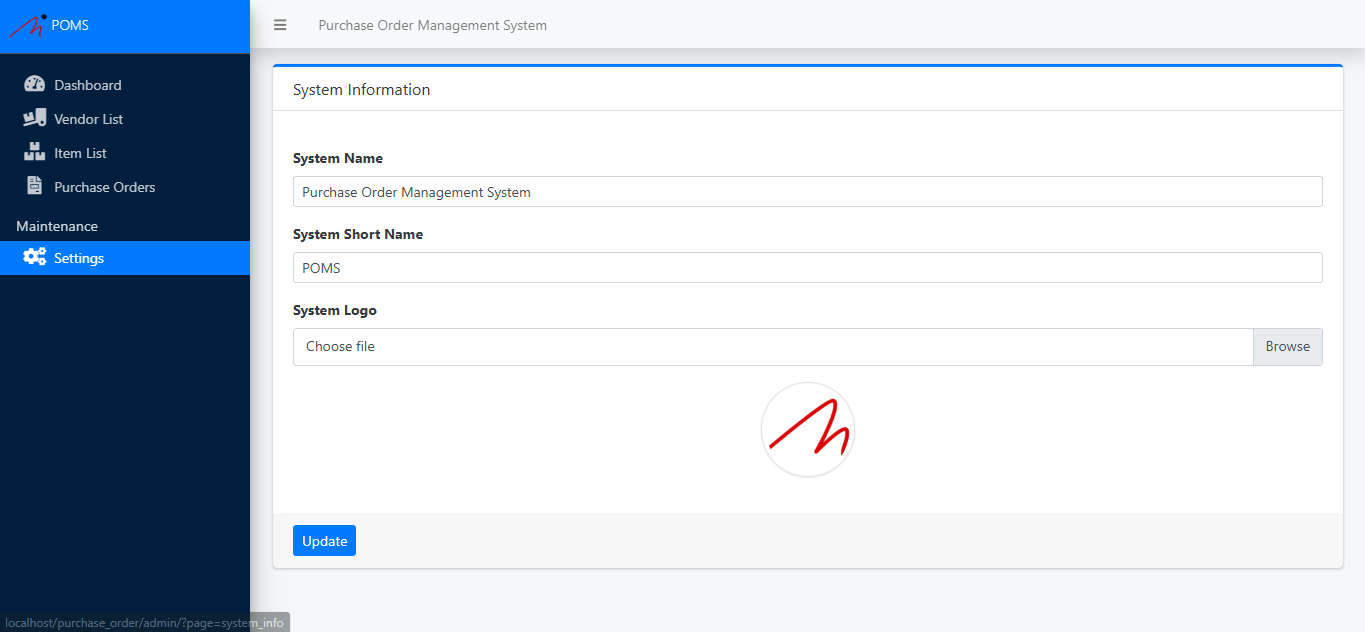 POMS
Purchase Order Management System
Dashboard
Vendor List
Item List
Purchase Orders
Maintenance
Settings
System Information
System Name
Purchase Order Management System
System Short Name
POMS
System Logo
Choose file
Browse
Update
localhost/purchase_order/admin/?page=system_info